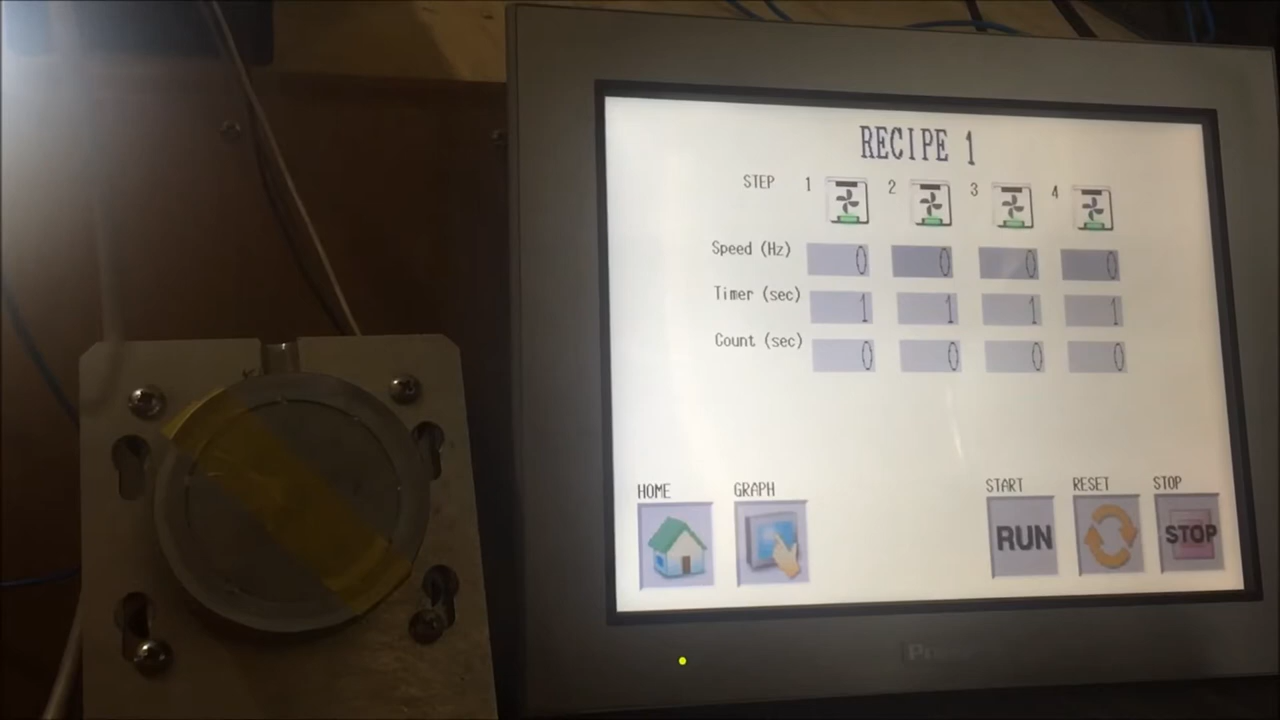 RECIPE 1
STEP 1 2 3 4
Speed (Hz) 0 0 0 0
Timer (sec) 1 1 1 1
Count (sec) 0 0 0 0
HOME GRAPH START RESET STOP
RUN STOP